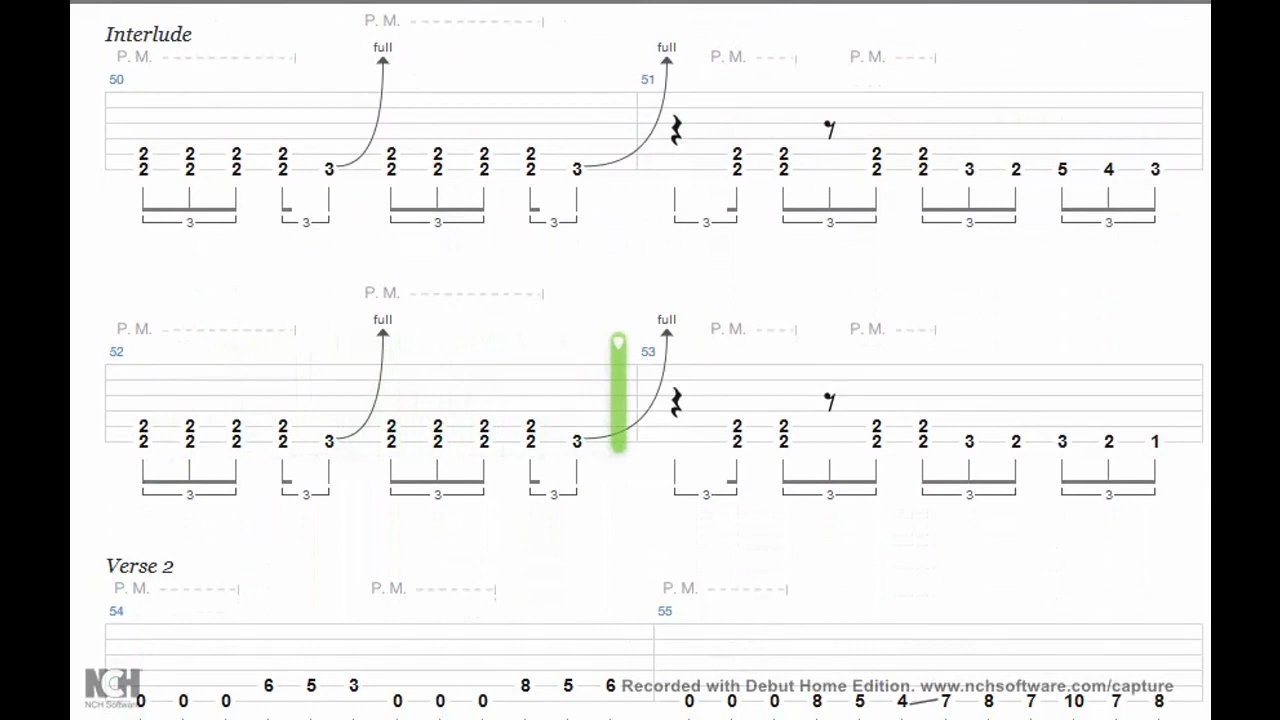 P. M.
Interlude
P. M.
full
full
P. M.
P. M.
50
51
2 2 2 2 2 2 2 2 2 2 2 2
2 2 2 2 3 2 2 2 2 3 2 2 2 2 3 2 5 4 3
3 3 3 3 3 3 3 3
P. M.
P. M.
full
full
P. M.
P. M.
52
53
2 2 2 2 2 2 2 2 2 2 2 2
2 2 2 2 3 2 2 2 2 3 2 2 2 2 3 2 3 2 1
3 3 3 3 3 3 3 3
Verse 2
P. M.
P. M.
P. M.
54
55
6 5 3 8 5 6
0 0 0 0 0 0 0 0 0 8 5 4 7 8 7 10 7 8
NCH
NCH Software
Recorded with Debut Home Edition. www.nchsoftware.com/capture